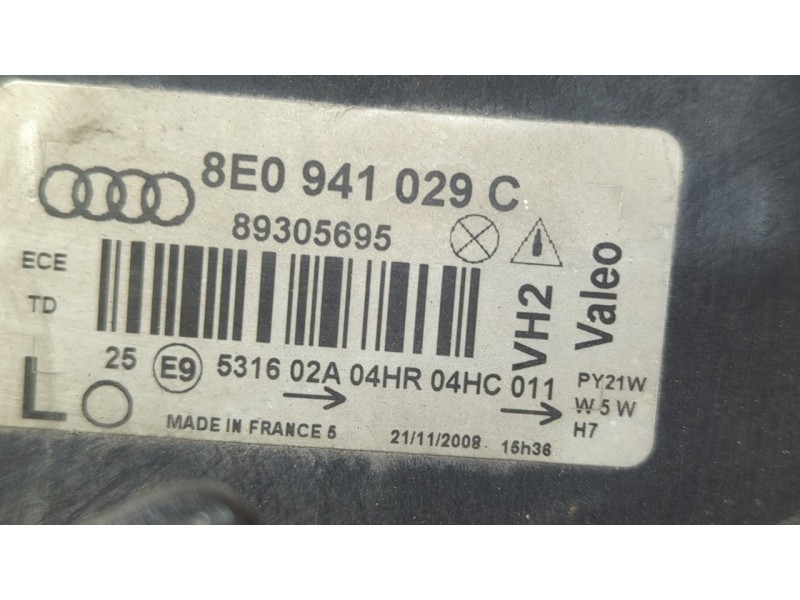 8E0 941 029 C
89305695
ECE
TD
VH2
Valeo
25 E9 5316 02A 04HR 04HC 011
PY21W
W5W
H7
L
MADE IN FRANCE 5 21/11/2008 15h36